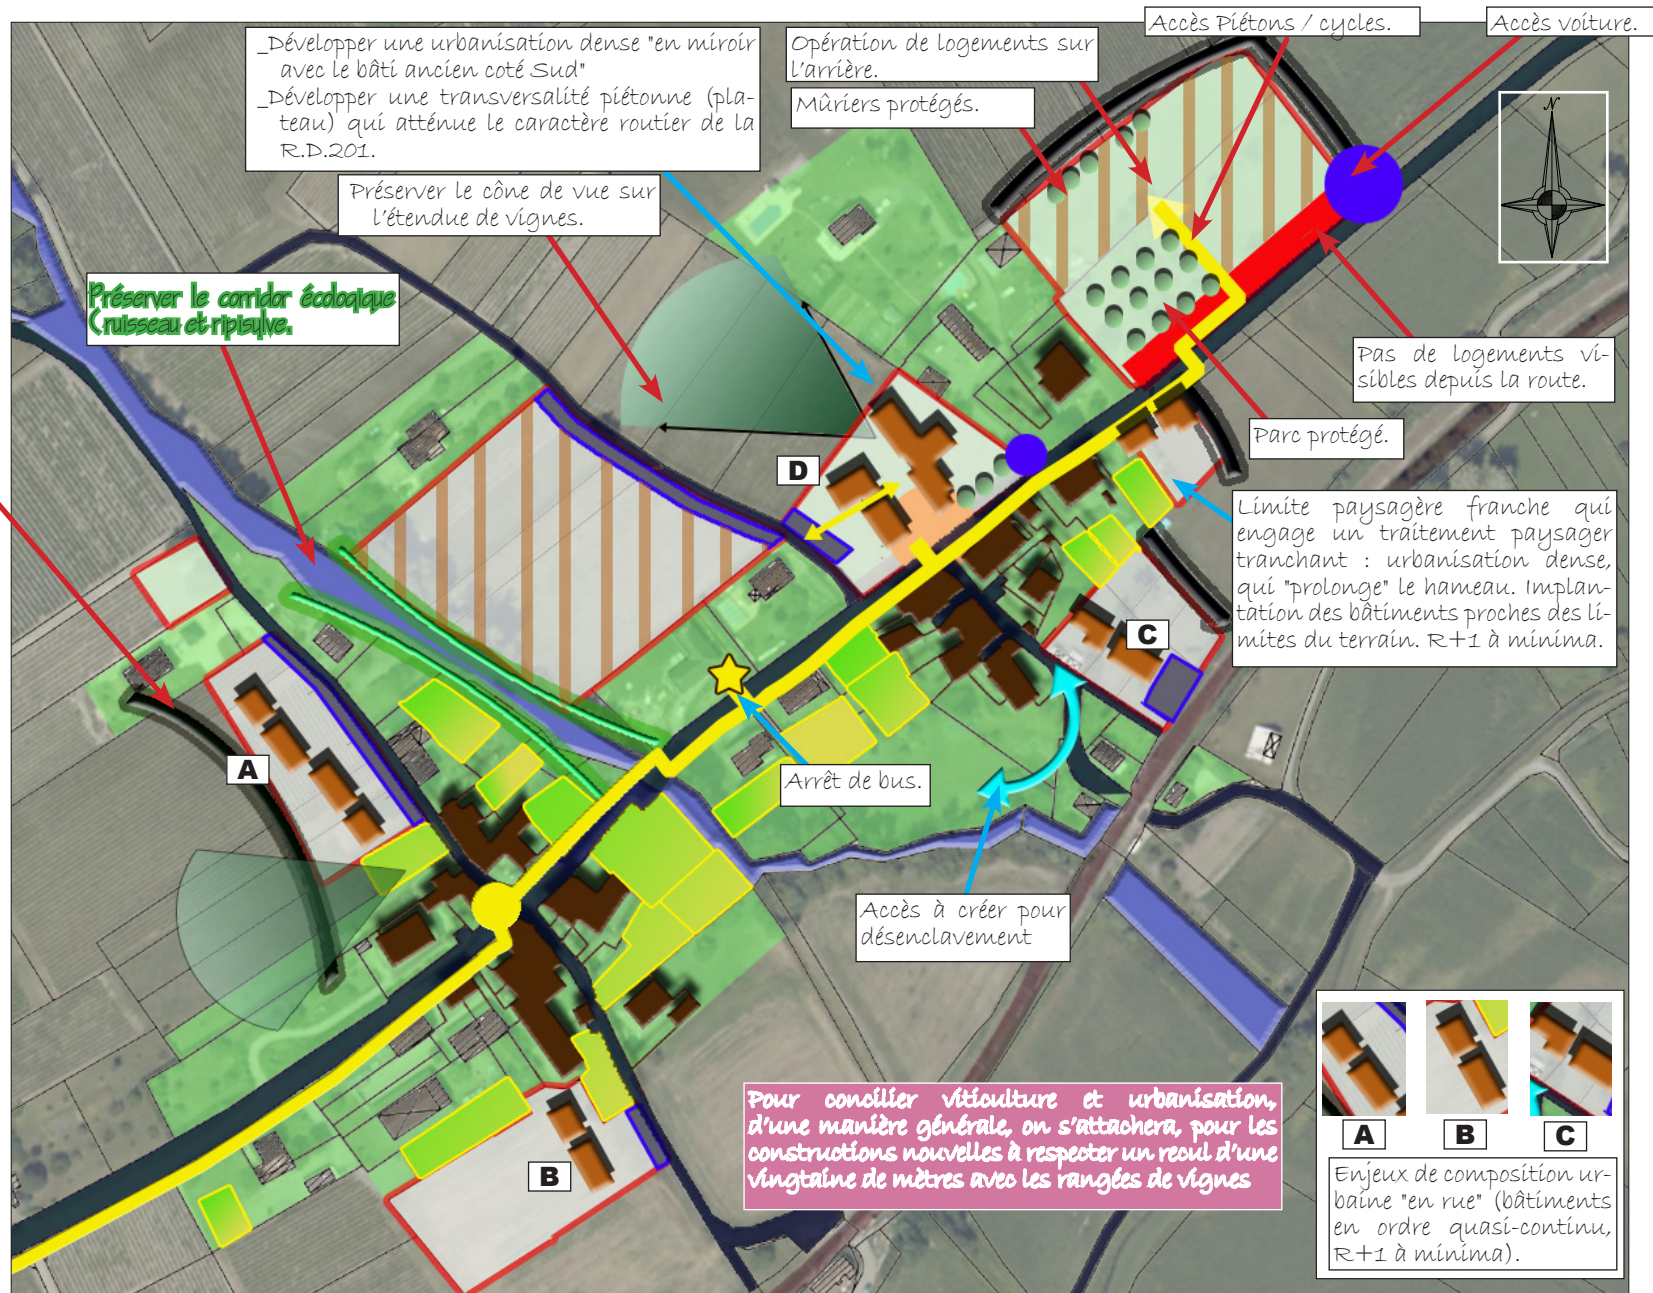 _Développer une urbanisation dense "en miroir
avec le bâti ancien coté Sud"
_Développer une transversalité piétonne (pla-
teau) qui atténue le caractère routier de la
R.D.201.
Opération de logements sur
l'arrière.
Accès Piétons / cycles.
Accès voiture.
Mûriers protégés.
N
Préserver le cône de vue sur
l'étendue de vignes.
Préserver le corridor écologique
( ruisseau et ripisylve.
Pas de logements vi-
sibles depuis la route.
Parc protégé.
D
Limite paysagère franche qui
engage un traitement paysager
tranchant : urbanisation dense,
qui "prolonge" le hameau. Implan-
tation des bâtiments proches des li-
mites du terrain. R+1 à minima.
C
A
Arrêt de bus.
Accès à créer pour
désenclavement
B
Pour concilier viticulture et urbanisation,
d'une manière générale, on s'attachera, pour les
constructions nouvelles à respecter un recul d'une
vingtaine de mètres avec les rangées de vignes
A B C
Enjeux de composition ur-
baine "en rue" (bâtiments
en ordre quasi-continu,
R+1 à minima).